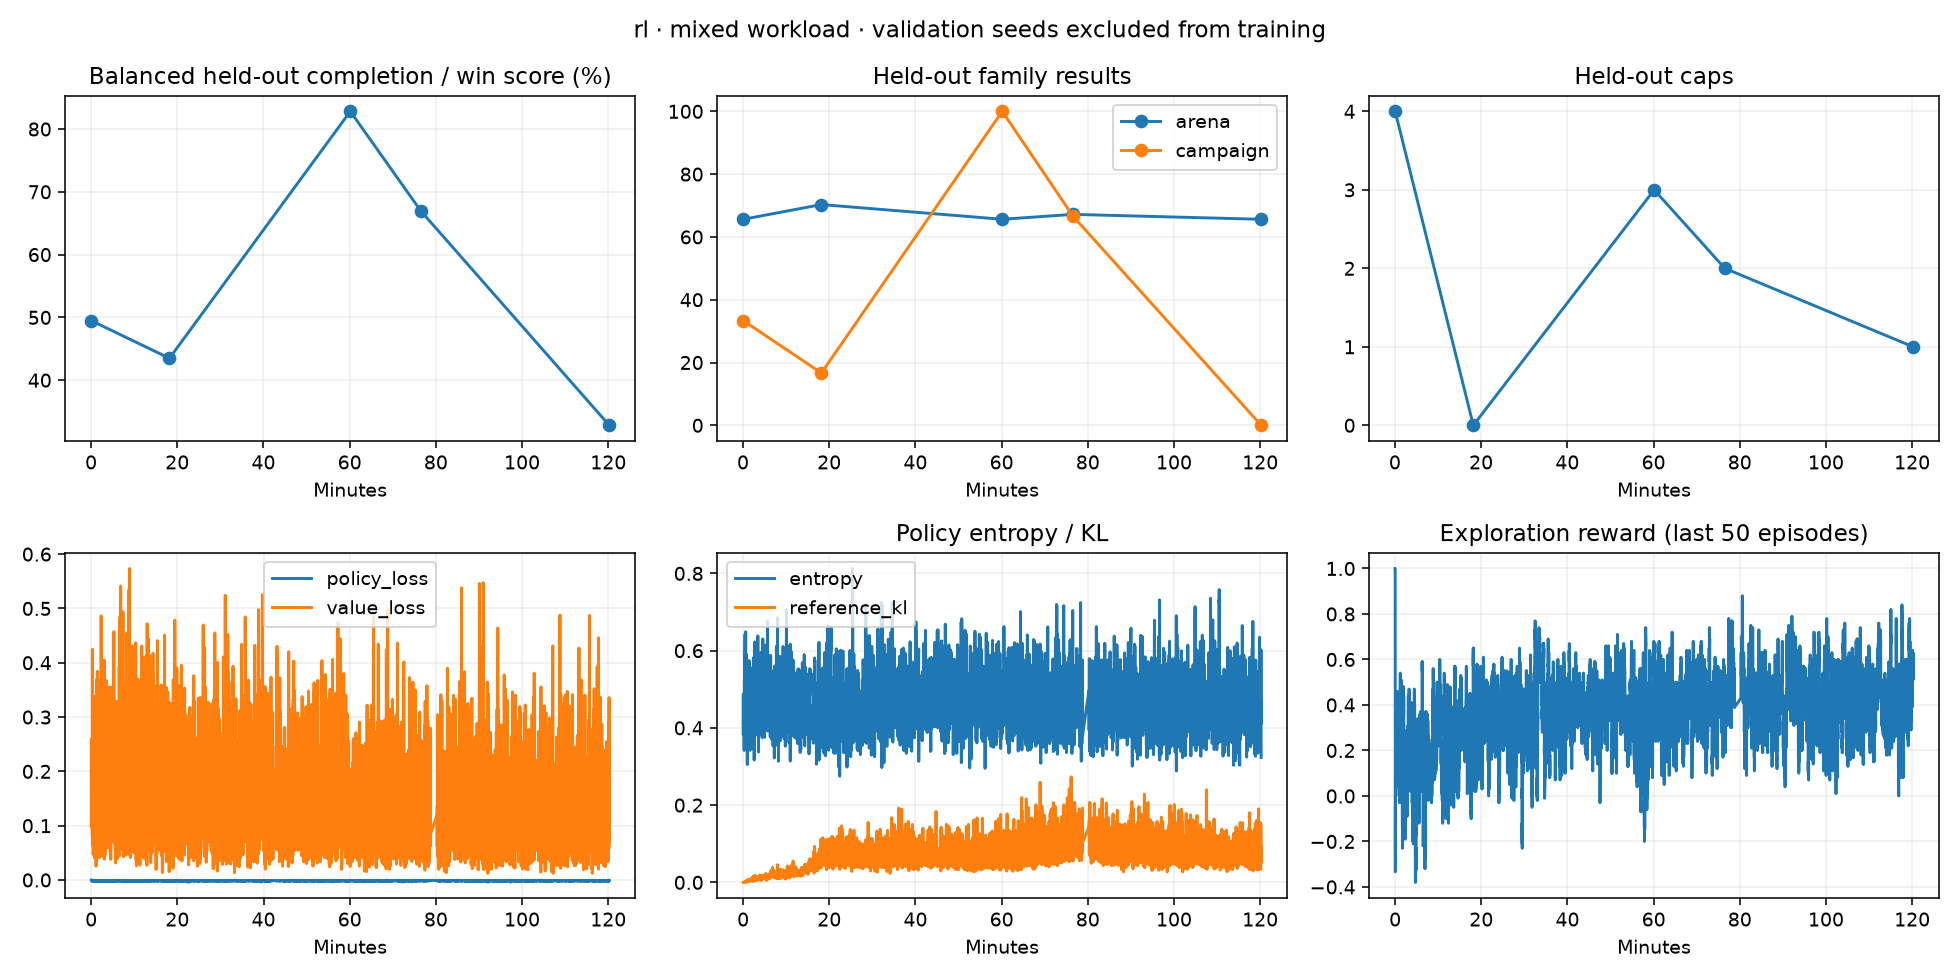 rl · mixed workload · validation seeds excluded from training
Balanced held-out completion / win score (%)
80
70
60
50
40
0 20 40 60 80 100 120
Minutes
Held-out family results
arena
campaign
100
80
60
40
20
0
0 20 40 60 80 100 120
Minutes
Held-out caps
4
3
2
1
0
0 20 40 60 80 100 120
Minutes
policy_loss
value_loss
0.6
0.5
0.4
0.3
0.2
0.1
0.0
0 20 40 60 80 100 120
Minutes
Policy entropy / KL
entropy
reference_kl
0.8
0.6
0.4
0.2
0.0
0 20 40 60 80 100 120
Minutes
Exploration reward (last 50 episodes)
1.0
0.8
0.6
0.4
0.2
0.0
−0.2
−0.4
0 20 40 60 80 100 120
Minutes